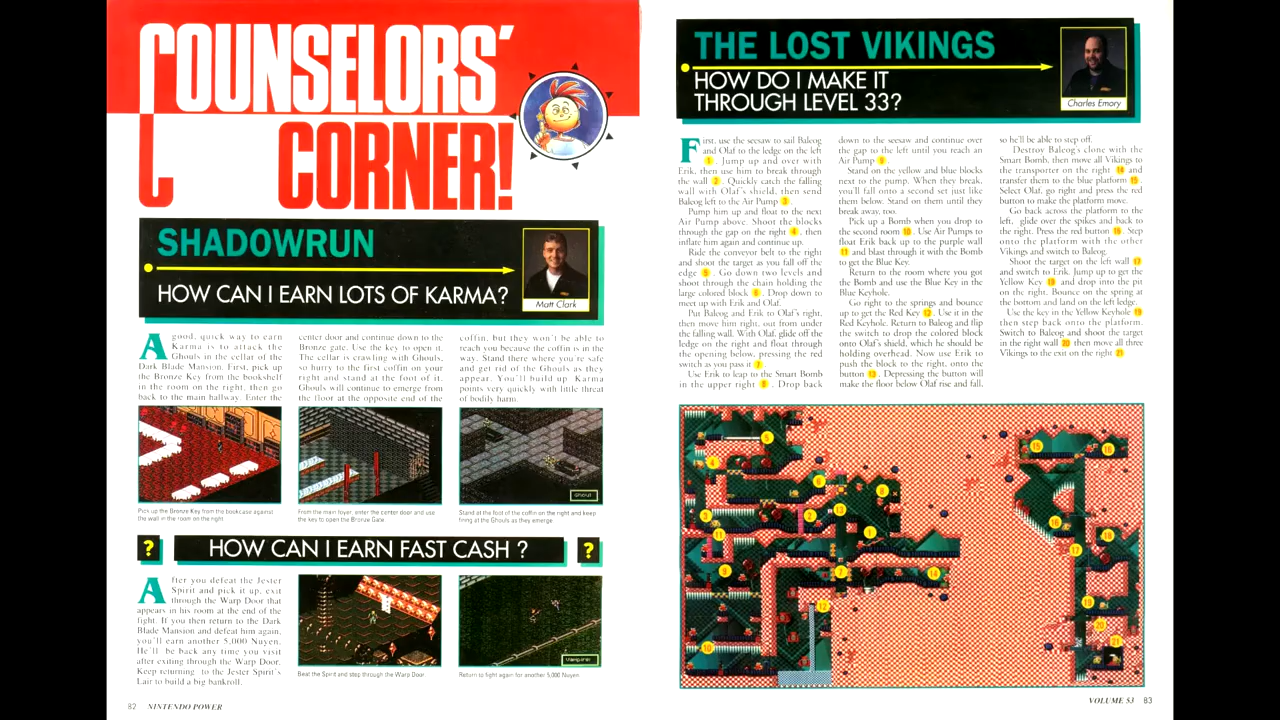 COUNSELORS'
CORNER!
SHADOWRUN
HOW CAN I EARN LOTS OF KARMA?
Matt Clark
A good, quick way to earn
Karma is to attack the
Ghouls in the cellar of the
Dark Blade Mansion. First, pick up
the Bronze Key from the bookshelf
in the room on the right, then go
back to the main hallway. Enter the
center door and continue down to the
Bronze gate. Use the key to open it.
The cellar is crawling with Ghouls,
so hurry to the first coffin on your
right and stand at the foot of it.
Ghouls will continue to emerge from
the floor at the opposite end of the
coffin, but they won't be able to
reach you because the coffin is in the
way. Stand there where you're safe
and get rid of the Ghouls as they
appear. You'll build up Karma
points very quickly with little threat
of bodily harm.
Ghoul
Pick up the Bronze Key from the bookcase against
the wall in the room on the right
From the main foyer, enter the center door and use
the key to open the Bronze Gate
Stand at the foot of the coffin on the right and keep
firing at the Ghouls as they emerge
? HOW CAN I EARN FAST CASH ? ?
After you defeat the Jester
Spirit and pick it up, exit
through the Warp Door that
appears in his room at the end of the
fight. If you then return to the Dark
Blade Mansion and defeat him again,
you'll earn another 5,000 Nuyen.
He'll be back any time you visit
after exiting through the Warp Door.
Keep returning to the Jester Spirit's
Lair to build a big bankroll.
Beat the Spirit and step through the Warp Door
Return to fight again for another 5,000 Nuyen
82 NINTENDO POWER
THE LOST VIKINGS
HOW DO I MAKE IT
THROUGH LEVEL 33?
Charles Emory
First, use the seesaw to sail Baleog
and Olaf to the ledge on the left
1 . Jump up and over with
Erik, then use him to break through
the wall 2 . Quickly catch the falling
wall with Olaf's shield, then send
Baleog left to the Air Pump 3 .
Pump him up and float to the next
Air Pump above. Shoot the blocks
through the gap on the right 4 , then
inflate him again and continue up.
Ride the conveyor belt to the right
and shoot the target as you fall off the
edge 5 . Go down two levels and
shoot through the chain holding the
large colored block 6 . Drop down to
meet up with Erik and Olaf.
Put Baleog and Erik to Olaf's right,
then move him right, out from under
the falling wall. With Olaf, glide off the
ledge on the right and float through
the opening below, pressing the red
switch as you pass it 7 .
Use Erik to leap to the Smart Bomb
in the upper right 8 . Drop back
down to the seesaw and continue over
the gap to the left until you reach an
Air Pump 9 .
Stand on the yellow and blue blocks
next to the pump. When they break,
you'll fall onto a second set just like
them below. Stand on them until they
break away, too.
Pick up a Bomb when you drop to
the second room 10 . Use Air Pumps to
float Erik back up to the purple wall
11 and blast through it with the Bomb
to get the Blue Key.
Return to the room where you got
the Bomb and use the Blue Key in the
Blue Keyhole.
Go right to the springs and bounce
up to get the Red Key 12 . Use it in the
Red Keyhole. Return to Baleog and flip
the switch to drop the colored block
onto Olaf's shield, which he should be
holding overhead. Now use Erik to
push the block to the right, onto the
button 13 . Depressing the button will
make the floor below Olaf rise and fall,
so he'll be able to step off.
Destroy Baleog's clone with the
Smart Bomb, then move all Vikings to
the transporter on the right 14 and
transfer them to the blue platform 15 .
Select Olaf, go right and press the red
button to make the platform move.
Go back across the platform to the
left, glide over the spikes and back to
the right. Press the red button 16 . Step
onto the platform with the other
Vikings and switch to Baleog.
Shoot the target on the left wall 17
and switch to Erik. Jump up to get the
Yellow Key 18 and drop into the pit
on the right. Bounce on the spring at
the bottom and land on the left ledge.
Use the key in the Yellow Keyhole 19
then step back onto the platform.
Switch to Baleog and shoot the target
in the right wall 20 then move all three
Vikings to the exit on the right 21
VOLUME 53 83